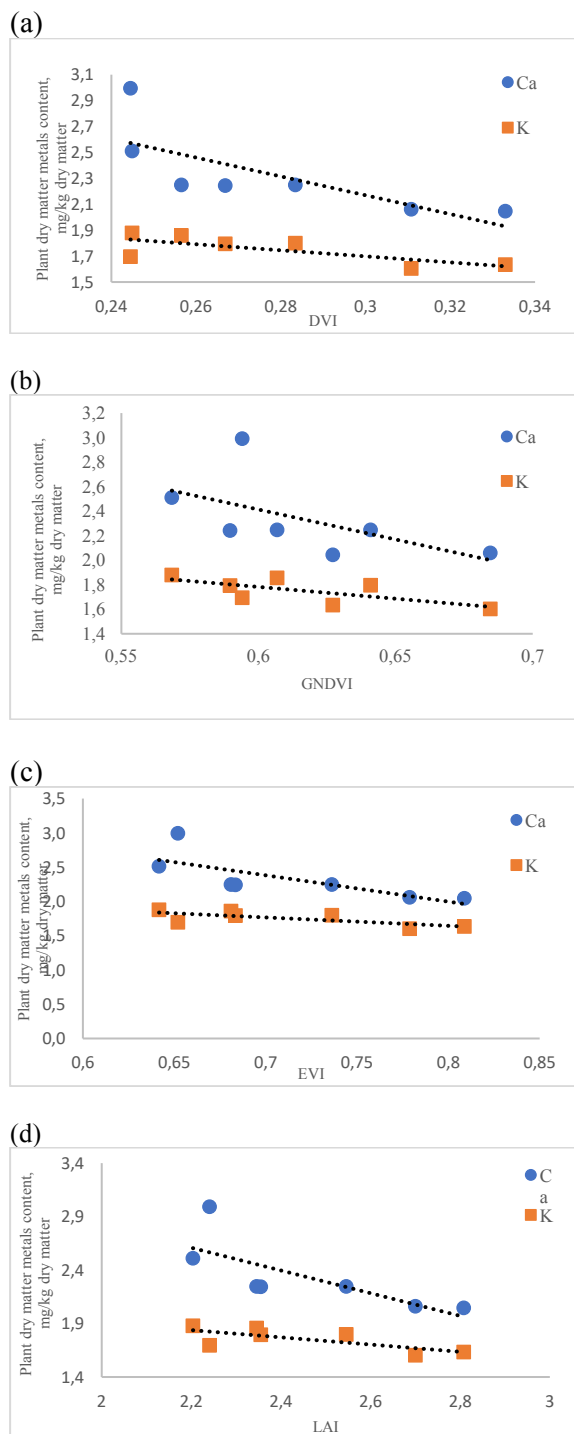 (a)
Plant dry matter metals content,
mg/kg dry matter
3,1
2,9
2,7
2,5
2,3
2,1
1,9
1,7
1,5
0,24
0,26
0,28
0,3
0,32
0,34
DVI
Ca
K
(b)
Plant dry matter metals content,
mg/kg dry matter
3,2
3,0
2,8
2,6
2,4
2,2
2,0
1,8
1,6
1,4
0,55
0,6
0,65
0,7
GNDVI
Ca
K
(c)
Plant dry matter metals content,
mg/kg dry matter
3,5
3,0
2,5
2,0
1,5
1,0
0,5
0,0
0,6
0,65
0,7
0,75
0,8
0,85
EVI
Ca
K
(d)
Plant dry matter metals content,
mg/kg dry matter
3,4
2,9
2,4
1,9
1,4
2
2,2
2,4
2,6
2,8
3
LAI
C
a
K